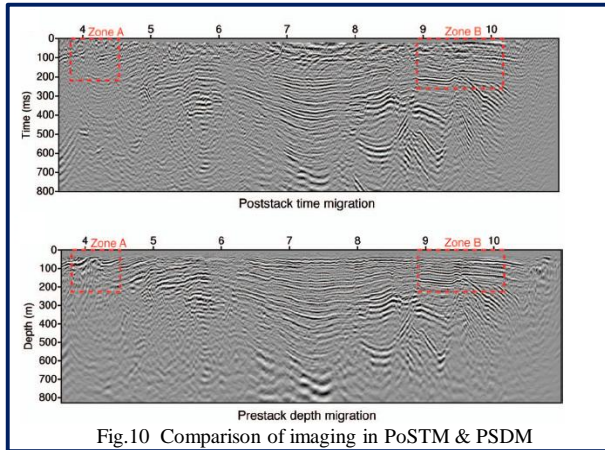 4 Zone A 5 6 7 8 9 Zone B 10
0
100
200
300
400
500
600
700
800
Time (ms)
Poststack time migration
4 Zone A 5 6 7 8 9 Zone B 10
0
100
200
300
400
500
600
700
800
Depth (m)
Prestack depth migration
Fig.10 Comparison of imaging in PoSTM & PSDM